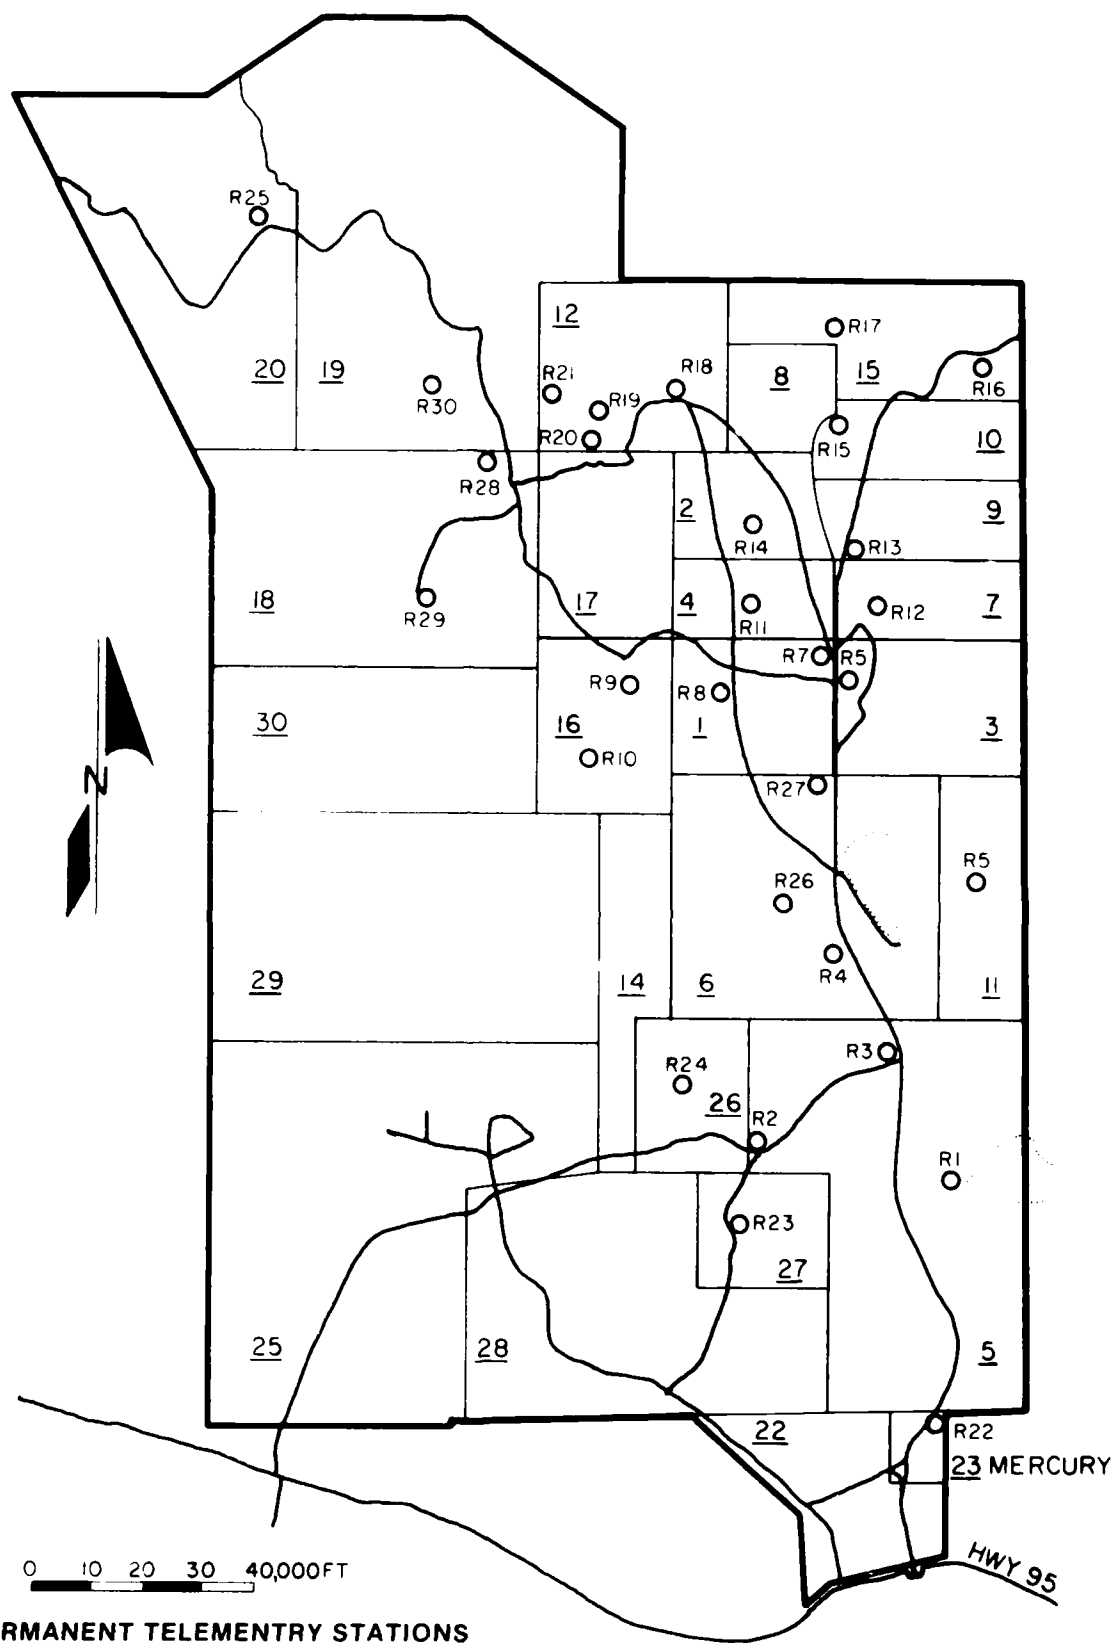 R25
12
R17
20
19
R30
R21
R19
R18
8
15
R16
R20
R15
10
R28
2
R14
9
R13
18
R29
17
4
R11
R12
7
R7
R5
R9
R8
30
16
1
3
R10
R27
N
R26
R5
R4
29
14
6
11
R3
R24
26
R2
R1
R23
27
25
28
5
22
R22
23 MERCURY
0 10 20 30 40,000FT
HWY 95
RMANENT TELEMENTRY STATIONS